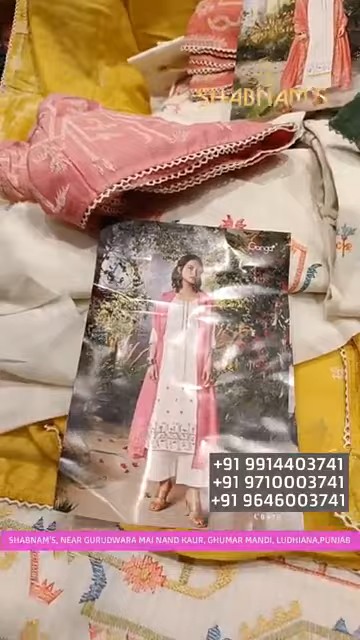 SHABNAM'S
Ganga
+91 9914403741
+91 9710003741
+91 9646003741
SHABNAM'S, NEAR GURUDWARA MAI NAND KAUR, GHUMAR MANDI, LUDHIANA,PUNJAB